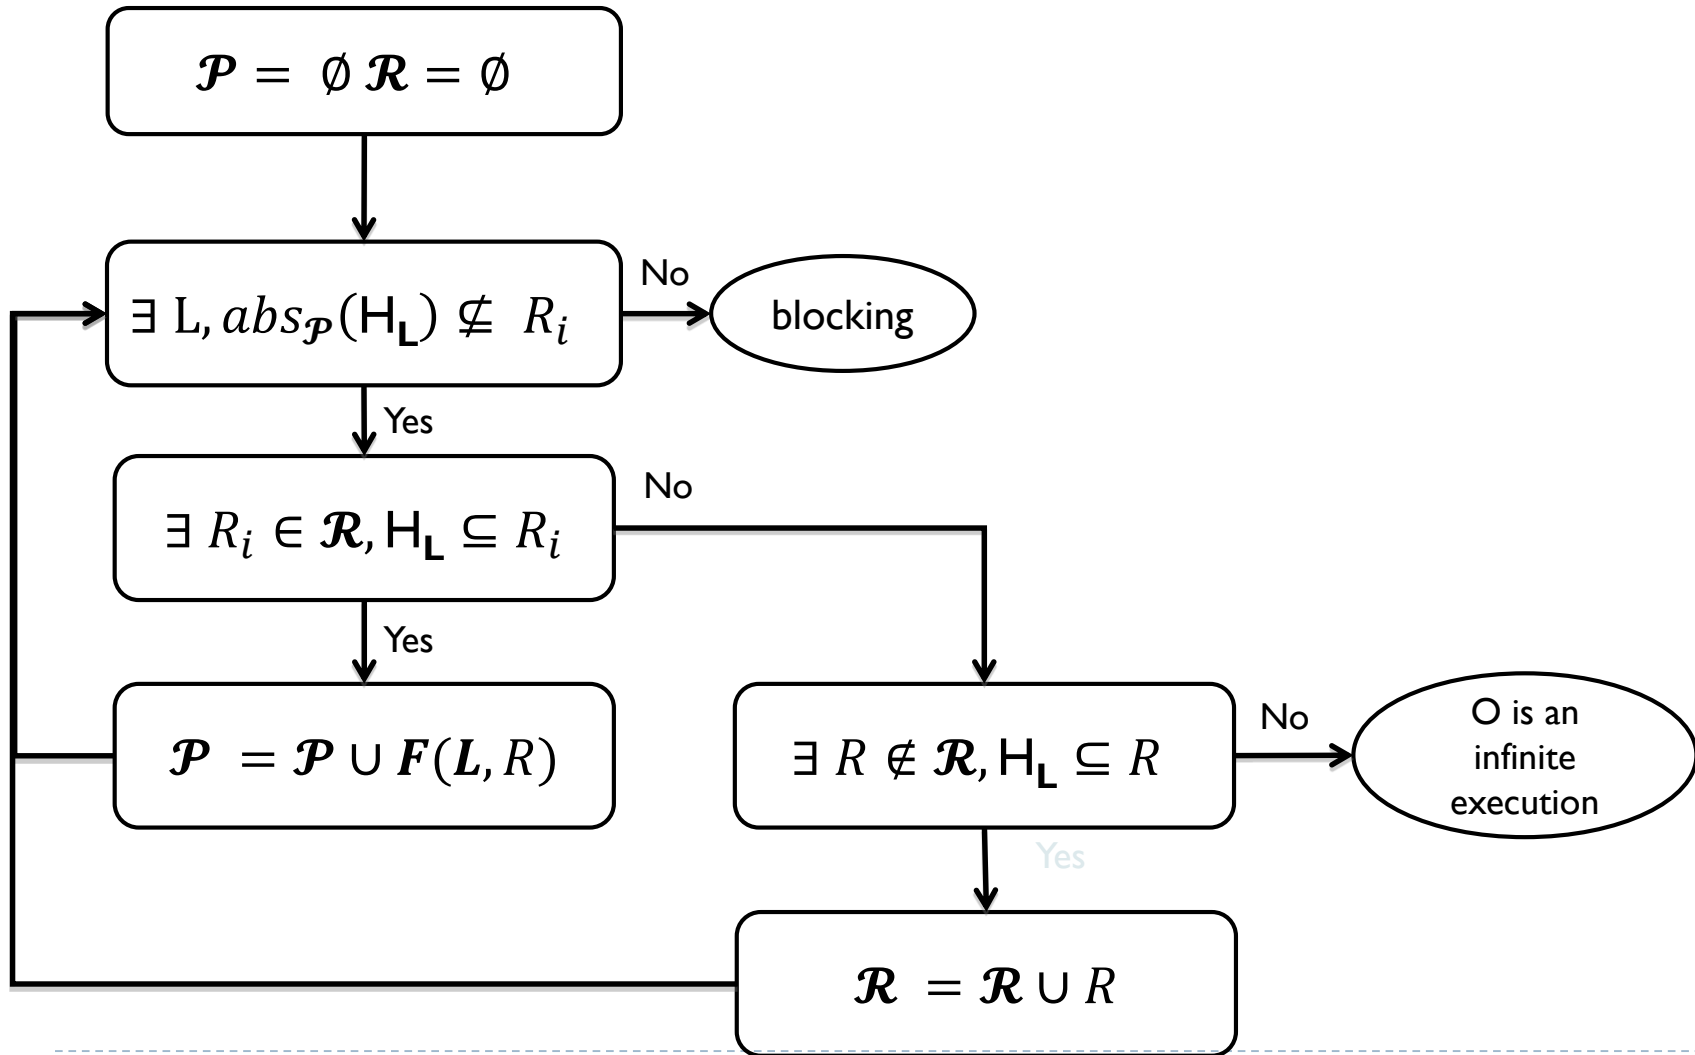 𝓟 = ∅ 𝓡 = ∅
∃ L, abs𝓟(H𝗟) ⊈ Rᵢ
No
blocking
Yes
∃ Rᵢ ∈ 𝓡, H𝗟 ⊆ Rᵢ
No
Yes
𝓟 = 𝓟 ∪ F(L, R)
∃ R ∉ 𝓡, H𝗟 ⊆ R
No
O is an
infinite
execution
Yes
𝓡 = 𝓡 ∪ R